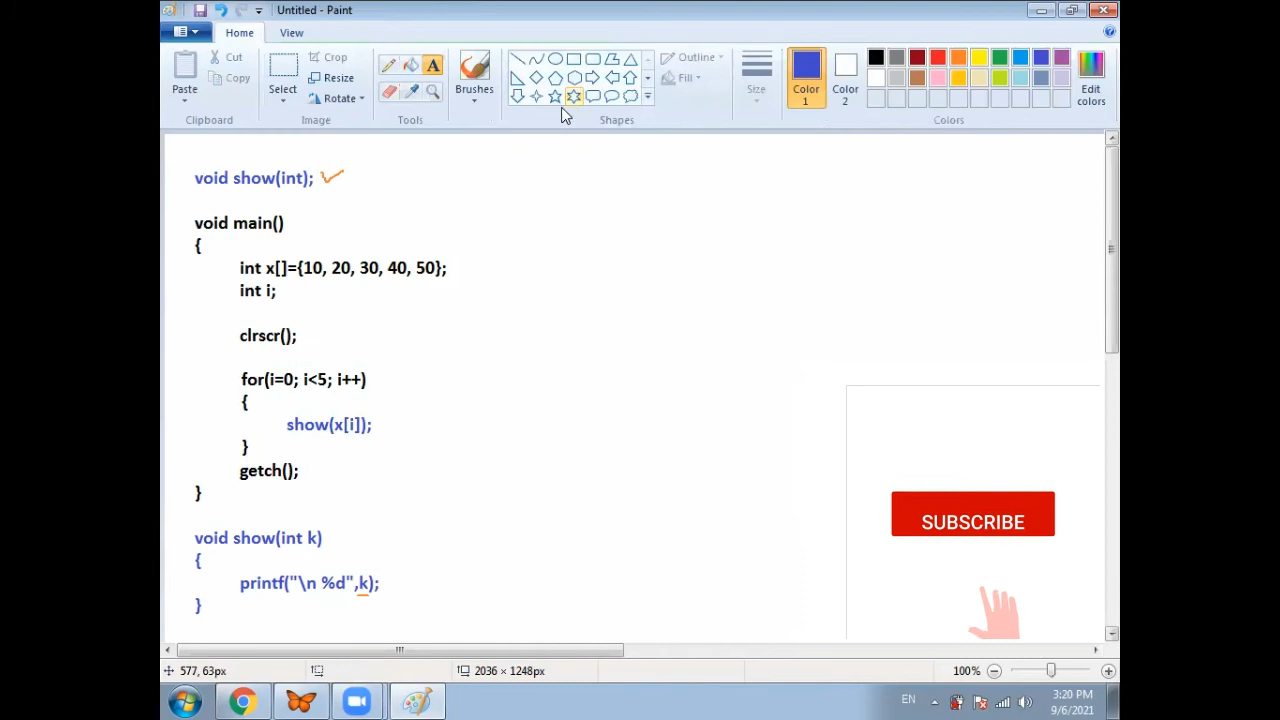 Untitled - Paint
Home View
Paste
Cut
Copy
Clipboard
Select
Crop
Resize
Rotate
Image
A
Tools
Brushes
Outline
Fill
Shapes
Size
Color 1
Color 2
Edit colors
Colors
void show(int);
void main()
{
int x[]={10, 20, 30, 40, 50};
int i;
clrscr();
for(i=0; i<5; i++)
{
show(x[i]);
}
getch();
}
void show(int k)
{
printf("\n %d",k);
}
SUBSCRIBE
577, 63px
2036 × 1248px
100%
EN
3:20 PM
9/6/2021